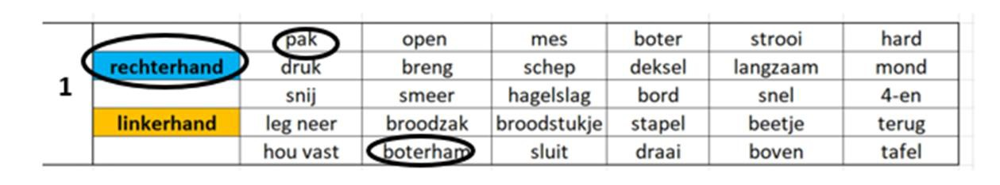 pak open mes boter strooi hard
rechterhand druk breng schep deksel langzaam mond
1 snij smeer hagelslag bord snel 4-en
linkerhand leg neer broodzak broodstukje stapel beetje terug
hou vast boterham sluit draai boven tafel